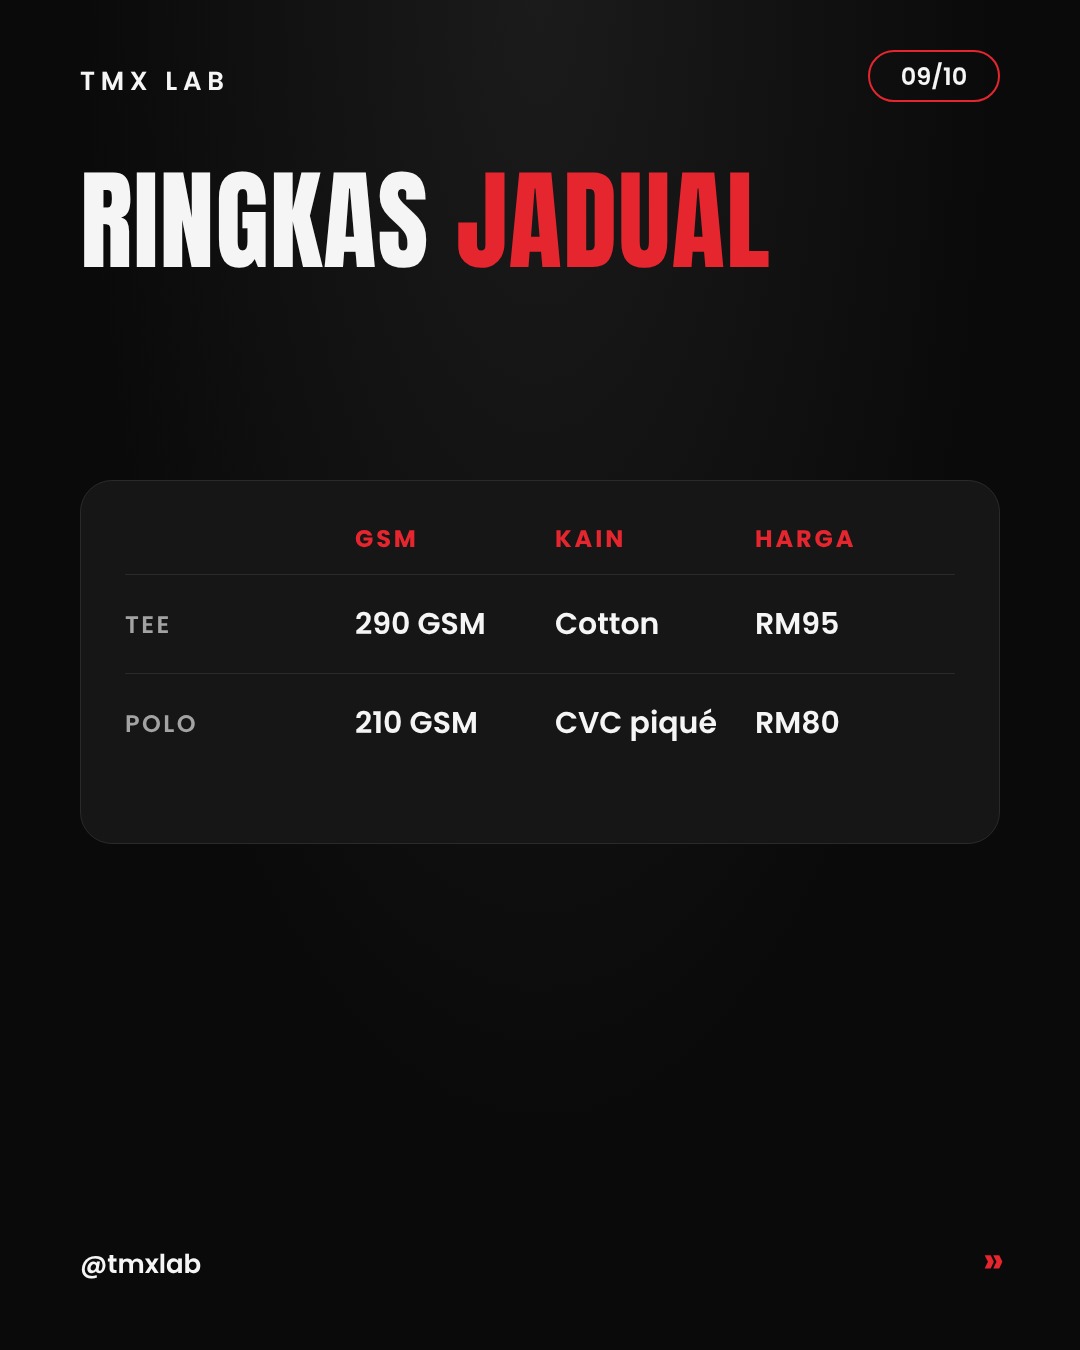 TMX LAB
09/10
RINGKAS JADUAL
GSM KAIN HARGA
TEE 290 GSM Cotton RM95
POLO 210 GSM CVC piqué RM80
@tmxlab
»